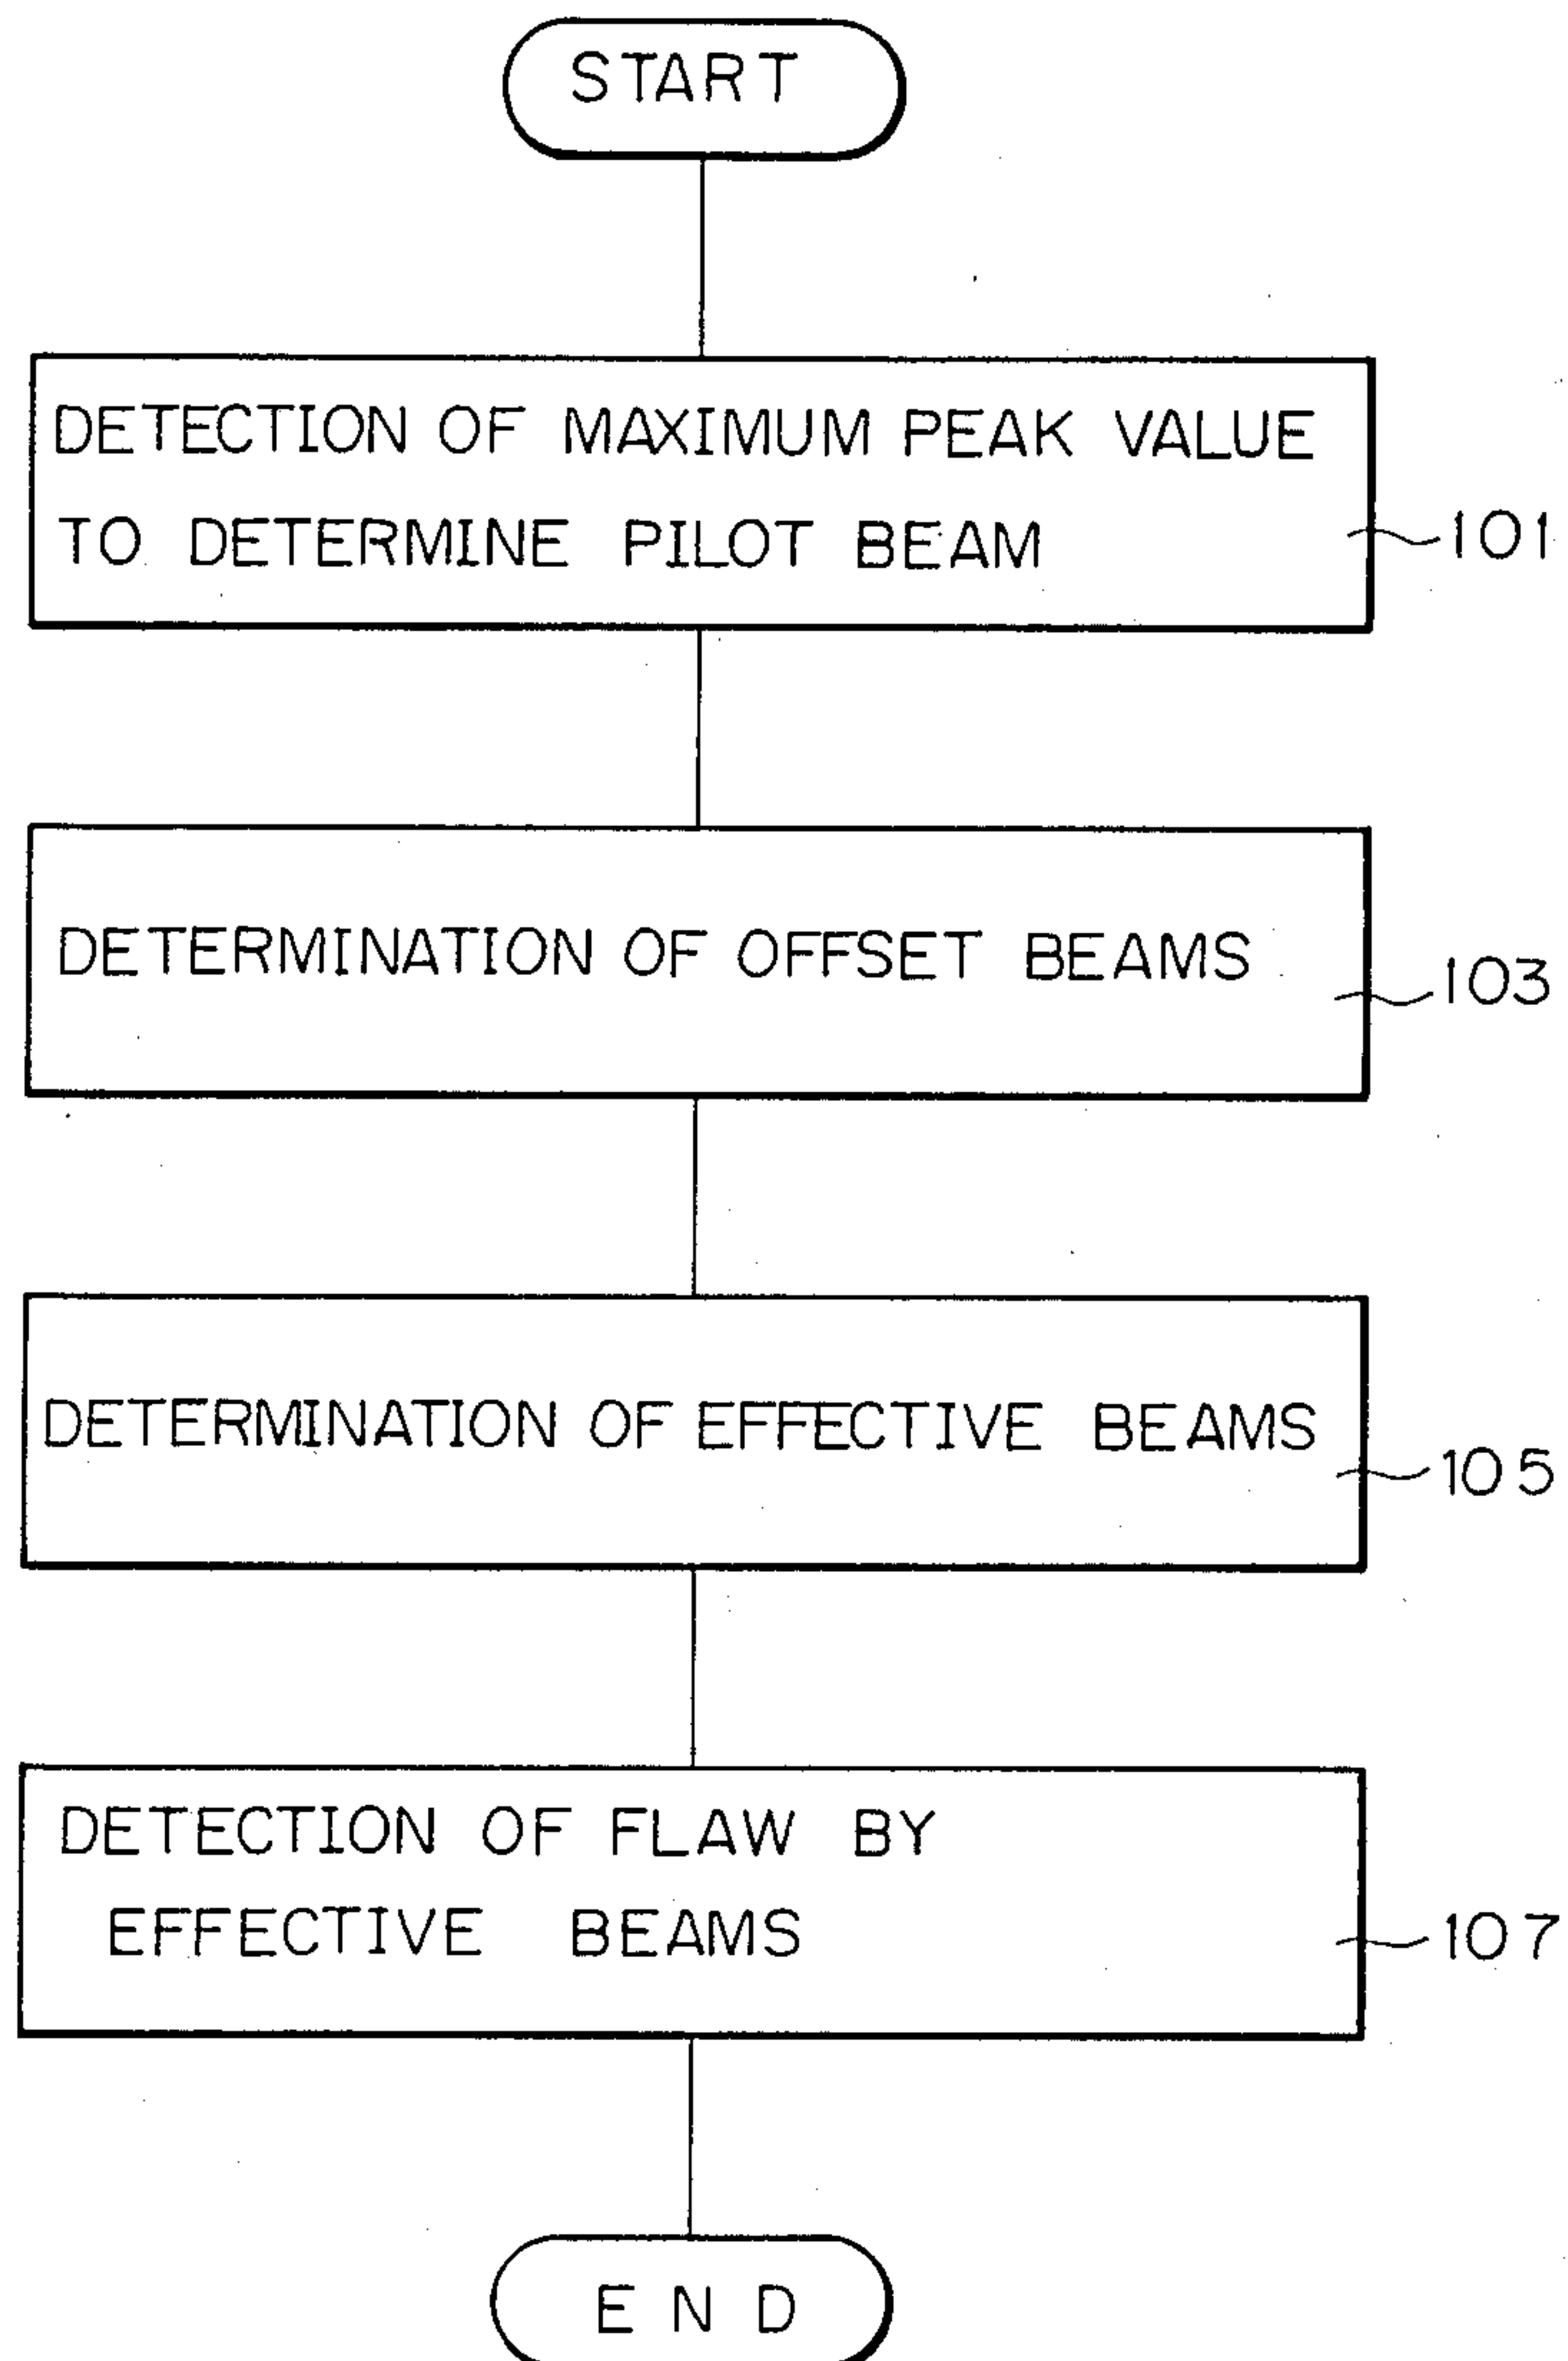 START
DETECTION OF MAXIMUM PEAK VALUE
TO DETERMINE PILOT BEAM
101
DETERMINATION OF OFFSET BEAMS
103
DETERMINATION OF EFFECTIVE BEAMS
105
DETECTION OF FLAW BY
EFFECTIVE BEAMS
107
END